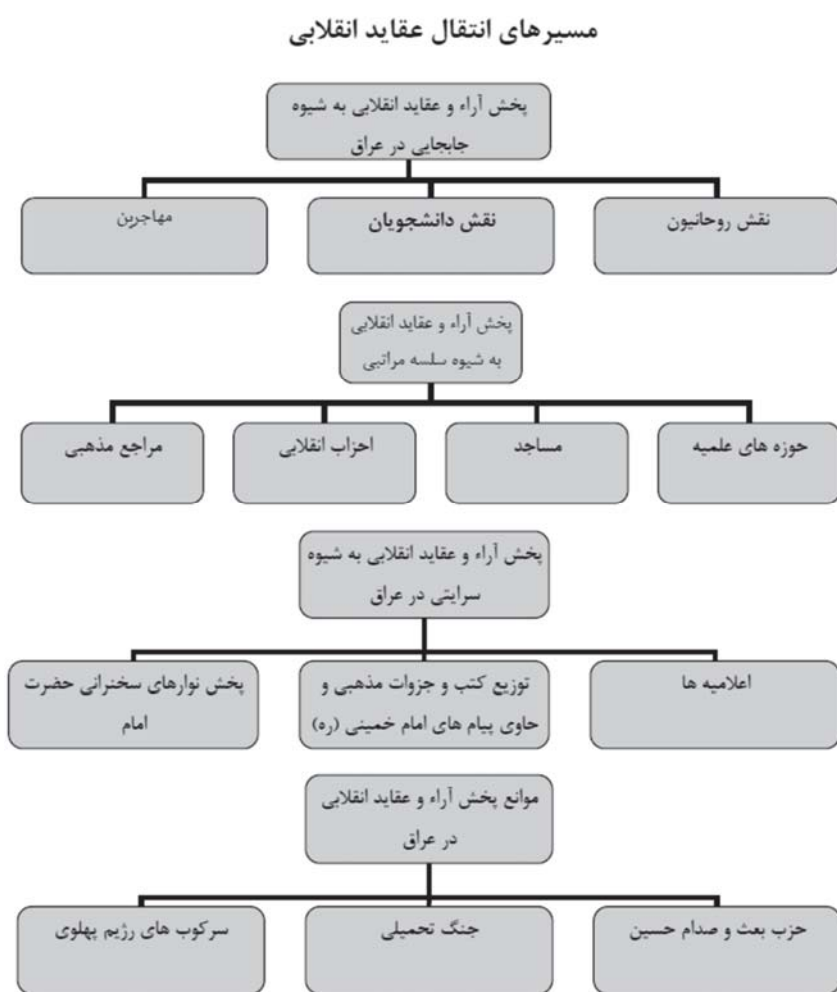 مسیرهای انتقال عقاید انقلابی
پخش آراء و عقاید انقلابی به شیوه
جابجایی در عراق
نقش روحانیون
نقش دانشجویان
مهاجرین
پخش آراء و عقاید انقلابی
به شیوه سلسه مراتبی
حوزه های علمیه
مساجد
احزاب انقلابی
مراجع مذهبی
پخش آراء و عقاید انقلابی به شیوه
سرایتی در عراق
اعلامیه ها
توزیع کتب و جزوات مذهبی و
حاوی پیام های امام خمینی (ره)
پخش نوارهای سخنرانی حضرت
امام
موانع پخش آراء و عقاید انقلابی
در عراق
حزب بعث و صدام حسین
جنگ تحمیلی
سرکوب های رژیم پهلوی